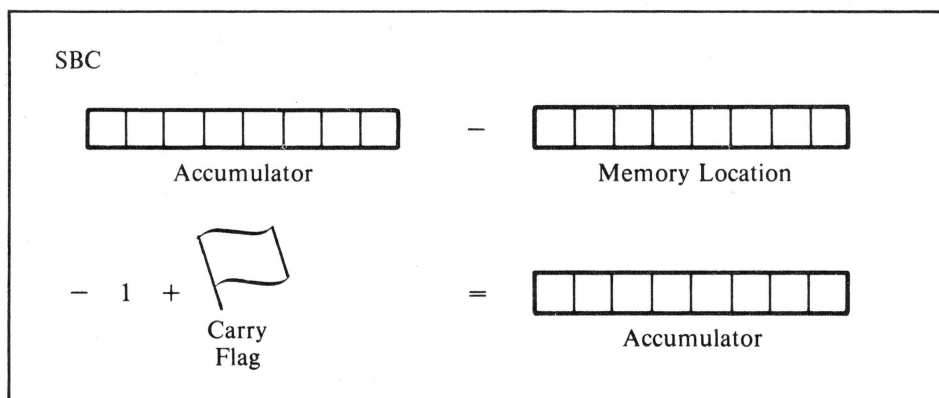 SBC
−
Accumulator Memory Location
− 1 + =
Carry
Flag
Accumulator